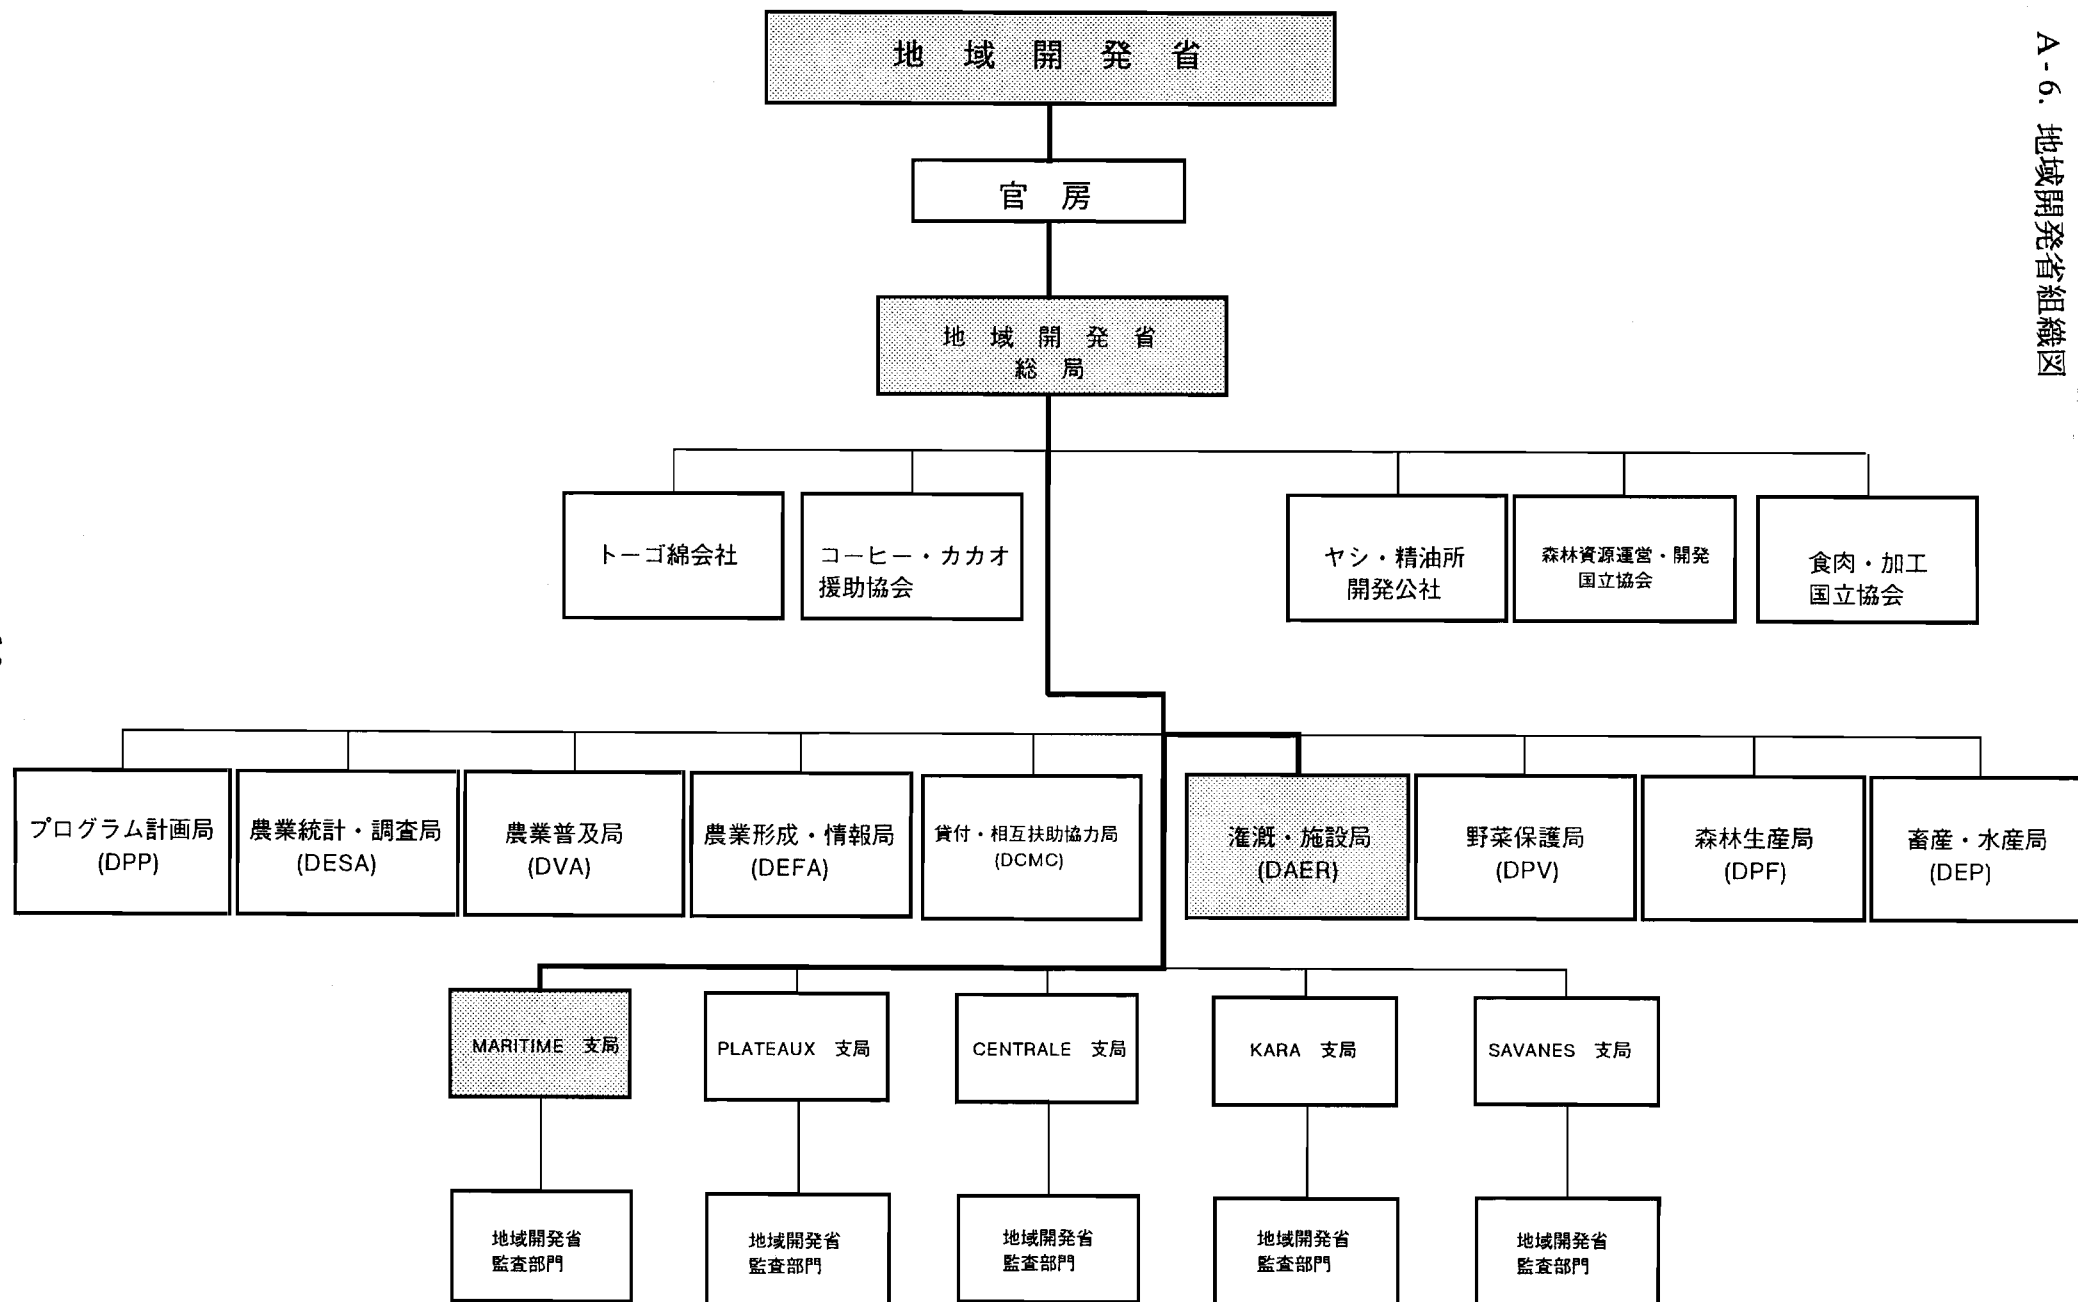 A-6. 地域開発省組織図
地域開発省
官房
地域開発省
総局
トーゴ綿会社
コーヒー・カカオ
援助協会
ヤシ・精油所
開発公社
森林資源運営・開発
国立協会
食肉・加工
国立協会
プログラム計画局
(DPP)
農業統計・調査局
(DESA)
農業普及局
(DVA)
農業形成・情報局
(DEFA)
貸付・相互扶助協力局
(DCMC)
潅漑・施設局
(DAER)
野菜保護局
(DPV)
森林生産局
(DPF)
畜産・水産局
(DEP)
MARITIME 支局
PLATEAUX 支局
CENTRALE 支局
KARA 支局
SAVANES 支局
地域開発省
監査部門
地域開発省
監査部門
地域開発省
監査部門
地域開発省
監査部門
地域開発省
監査部門